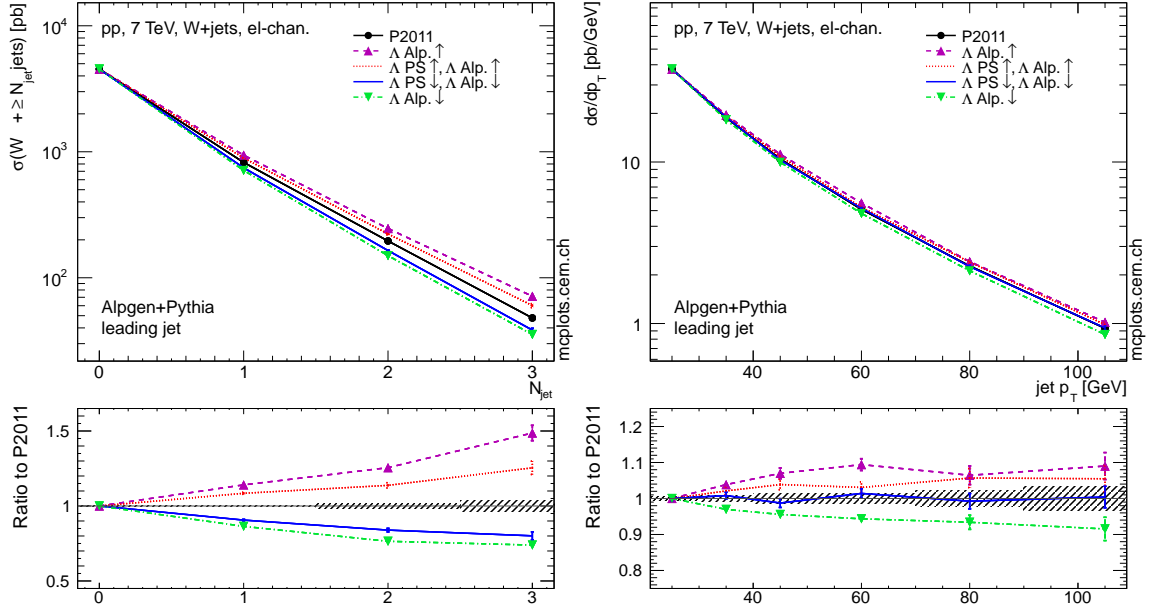 pp, 7 TeV, W+jets, el-chan.
P2011
Λ Alp. ↑
Λ PS ↑, Λ Alp. ↑
Λ PS ↓, Λ Alp. ↓
Λ Alp. ↓
σ(W + ≥ N_jet jets) [pb]
10^4
10^3
10^2
Alpgen+Pythia
leading jet
mcplots.cern.ch
0 1 2 3
N_jet
Ratio to P2011
1.5
1
0.5
0 1 2 3
pp, 7 TeV, W+jets, el-chan.
P2011
Λ Alp. ↑
Λ PS ↑, Λ Alp. ↑
Λ PS ↓, Λ Alp. ↓
Λ Alp. ↓
dσ/dp_T [pb/GeV]
10
1
Alpgen+Pythia
leading jet
mcplots.cern.ch
40 60 80 100
jet p_T [GeV]
Ratio to P2011
1.2
1.1
1
0.9
0.8
40 60 80 100